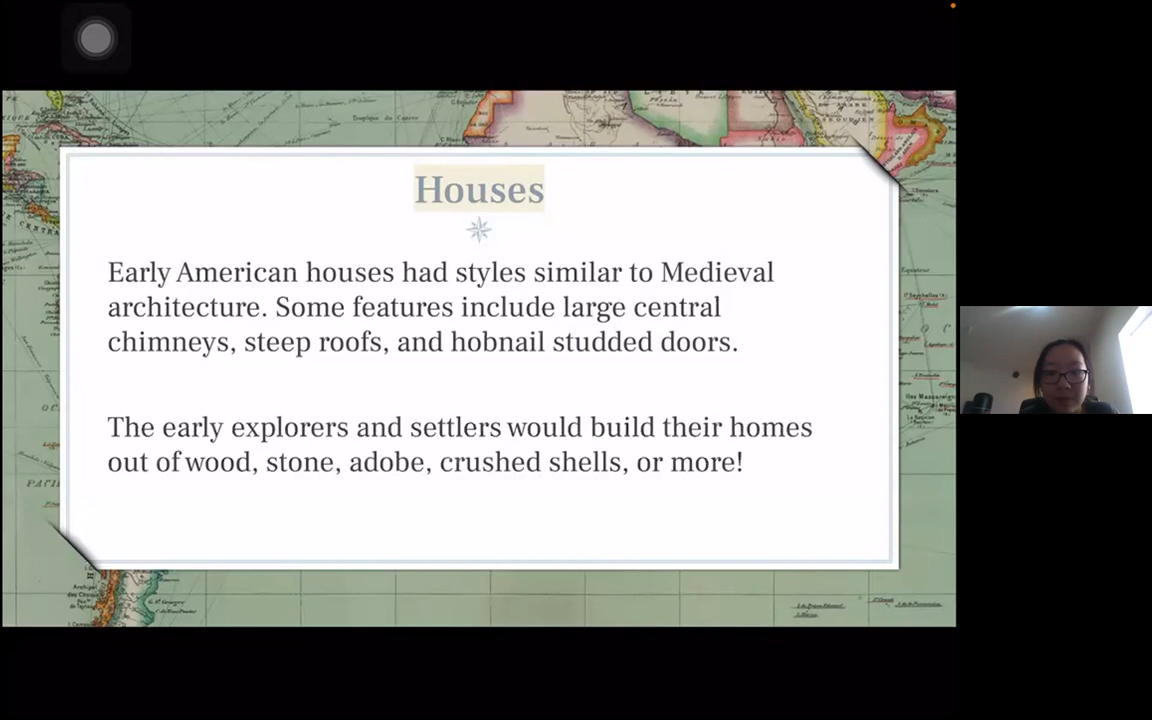 Houses
Early American houses had styles similar to Medieval
architecture. Some features include large central
chimneys, steep roofs, and hobnail studded doors.
The early explorers and settlers would build their homes
out of wood, stone, adobe, crushed shells, or more!